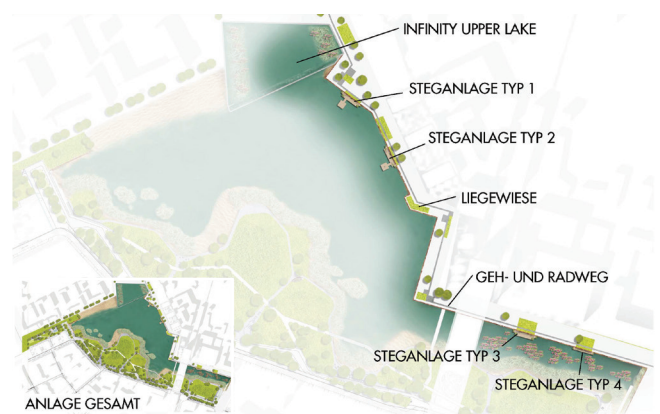 INFINITY UPPER LAKE
STEGANLAGE TYP 1
STEGANLAGE TYP 2
LIEGEWIESE
GEH- UND RADWEG
STEGANLAGE TYP 3
STEGANLAGE TYP 4
ANLAGE GESAMT